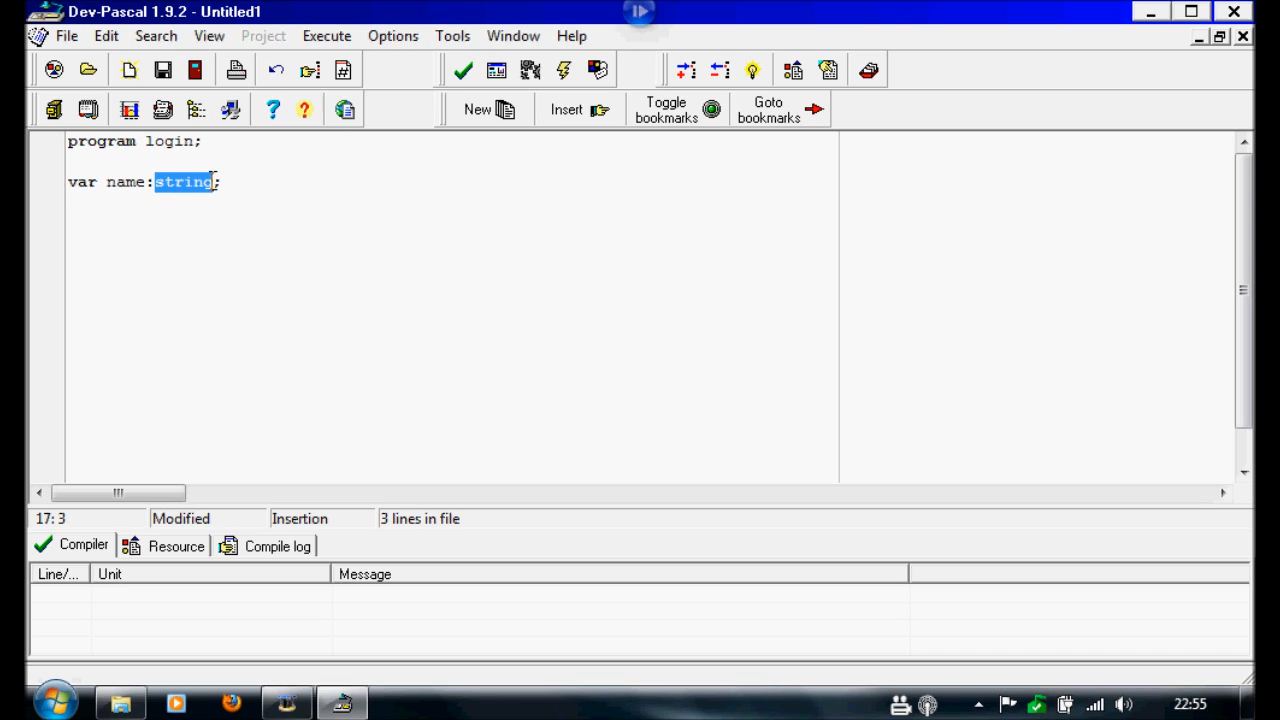 Dev-Pascal 1.9.2 - Untitled1
File Edit Search View Project Execute Options Tools Window Help
New Insert Toggle bookmarks Goto bookmarks
program login;
var name:string;
17: 3 Modified Insertion 3 lines in file
Compiler Resource Compile log
Line/... Unit Message
22:55